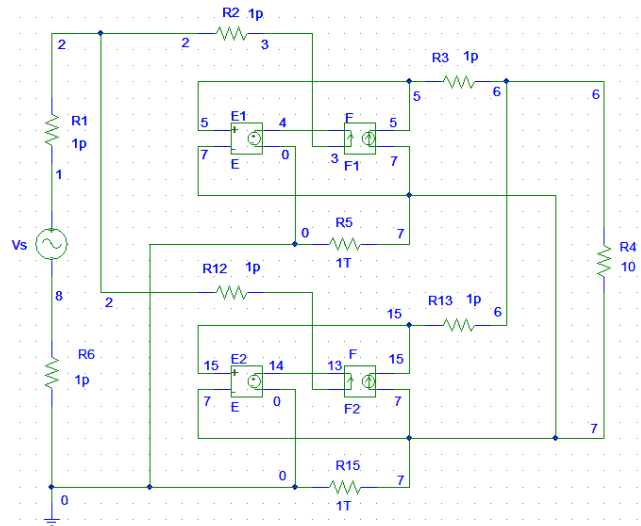 R2 1p
2 2 3
R3 1p
5 6 6
R1
1p
E1 4 F 5
5
7 0 3 7
E F1
1
0 R5 7
1T
Vs
R4
10
R12 1p
2
8
R13 1p
15 6
R6
1p
E2 14 13 F 15
15
7 0 7
E F2
7
0 R15 7
1T
0